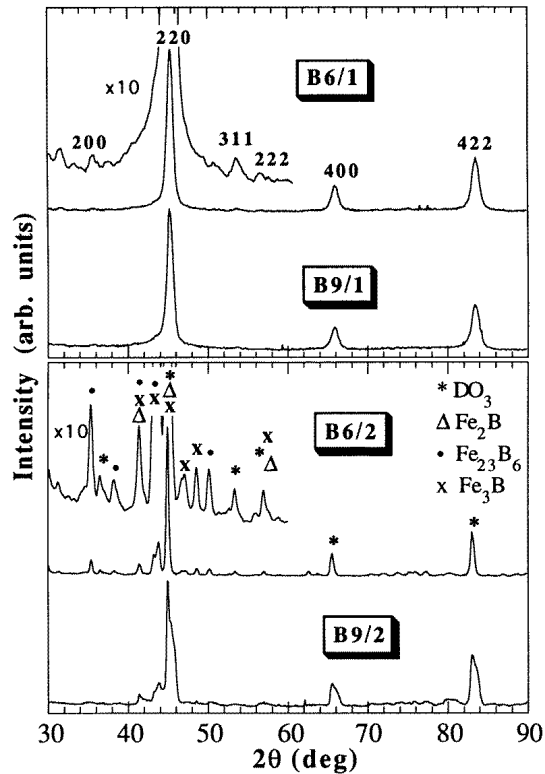 220
x10
B6/1
200
311
222
400
422
B9/1
Intensity (arb. units)
x10
B6/2
* DO3
Δ Fe2B
• Fe23B6
x Fe3B
B9/2
30 40 50 60 70 80 90
2θ (deg)